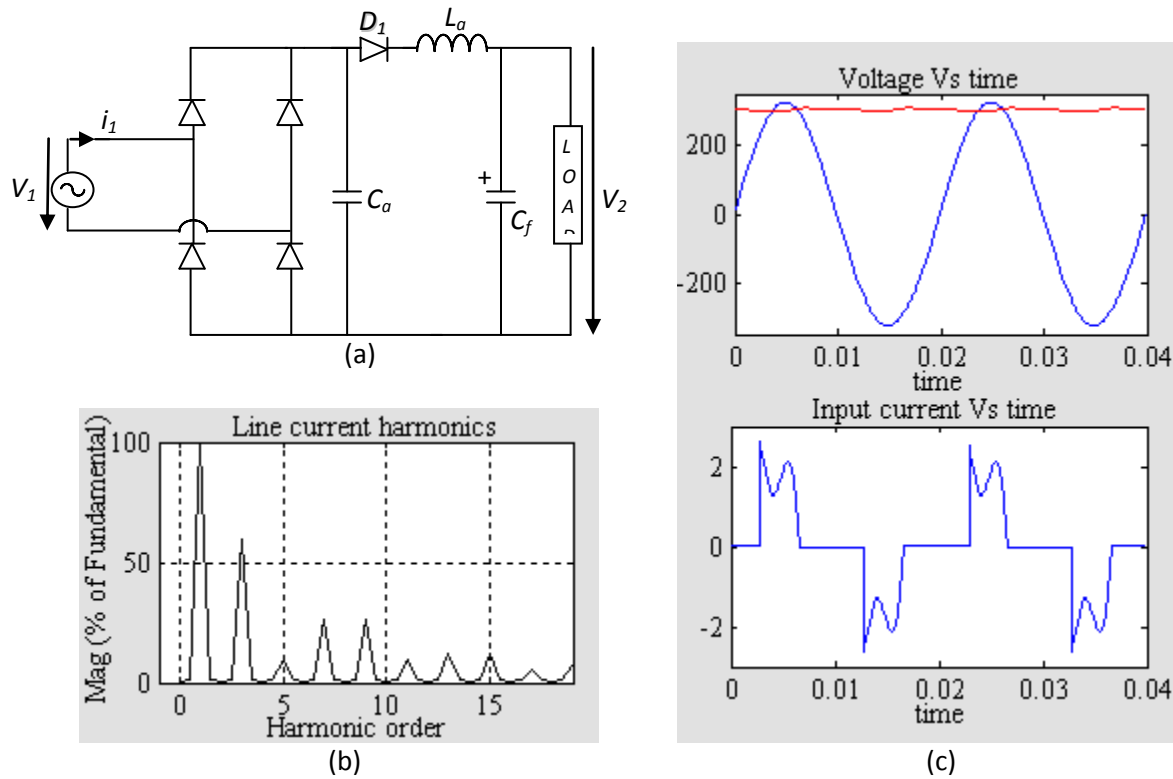 D1 La
i1
V1
Ca
+
Cf
L
O
A
V2
(a)
Line current harmonics
Mag (% of Fundamental)
100
50
0
0 5 10 15
Harmonic order
(b)
Voltage Vs time
200
0
-200
0 0.01 0.02 0.03 0.04
time
Input current Vs time
2
0
-2
0 0.01 0.02 0.03 0.04
time
(c)